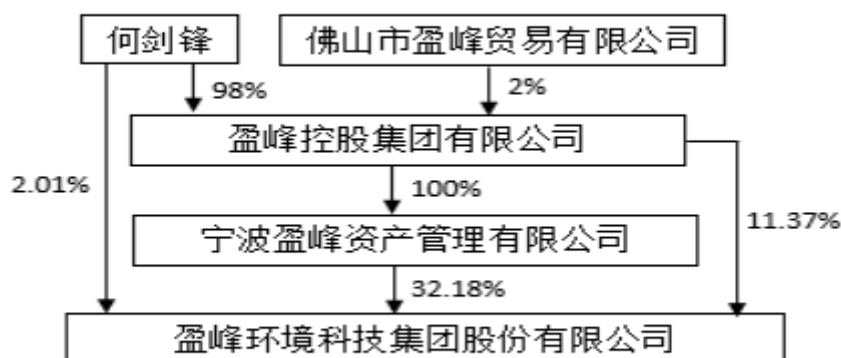 何剑锋
佛山市盈峰贸易有限公司
98%
2%
盈峰控股集团有限公司
2.01%
100%
11.37%
宁波盈峰资产管理有限公司
32.18%
盈峰环境科技集团股份有限公司